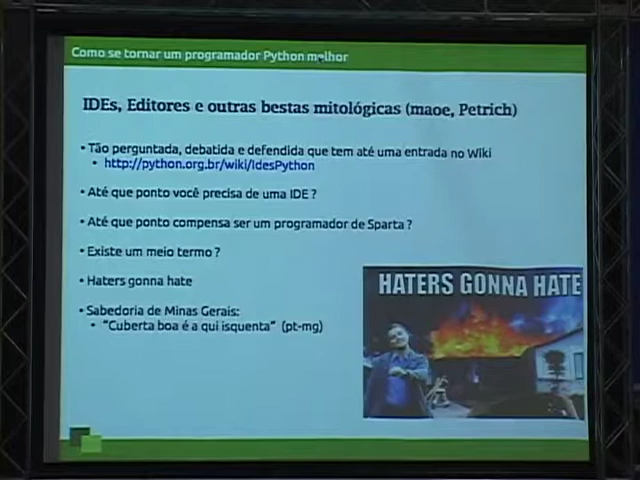 Como se tornar um programador Python melhor
IDEs, Editores e outras bestas mitológicas (maoe, Petrich)
• Tão perguntada, debatida e defendida que tem até uma entrada no Wiki
• http://python.org.br/wiki/IdesPython
• Até que ponto você precisa de uma IDE ?
• Até que ponto compensa ser um programador de Sparta ?
• Existe um meio termo ?
• Haters gonna hate
• Sabedoria de Minas Gerais:
• "Cuberta boa é a qui isquenta" (pt-mg)
HATERS GONNA HATE